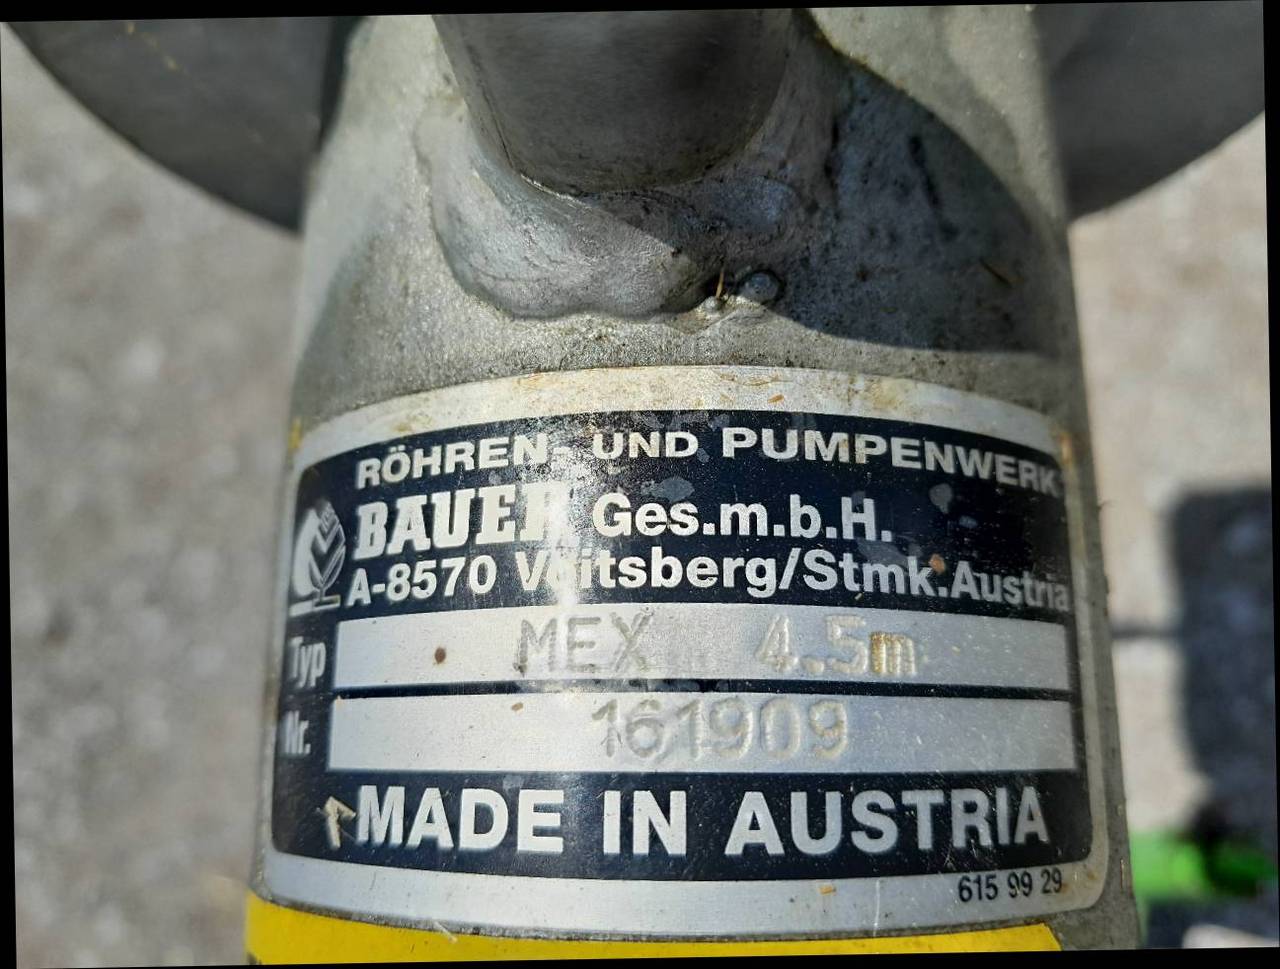 RÖHREN- UND PUMPENWERK
BAUER Ges.m.b.H.
A-8570 Voitsberg/Stmk.Austria
Typ MEX 4.5m
Nr. 161909
MADE IN AUSTRIA
615 99 29